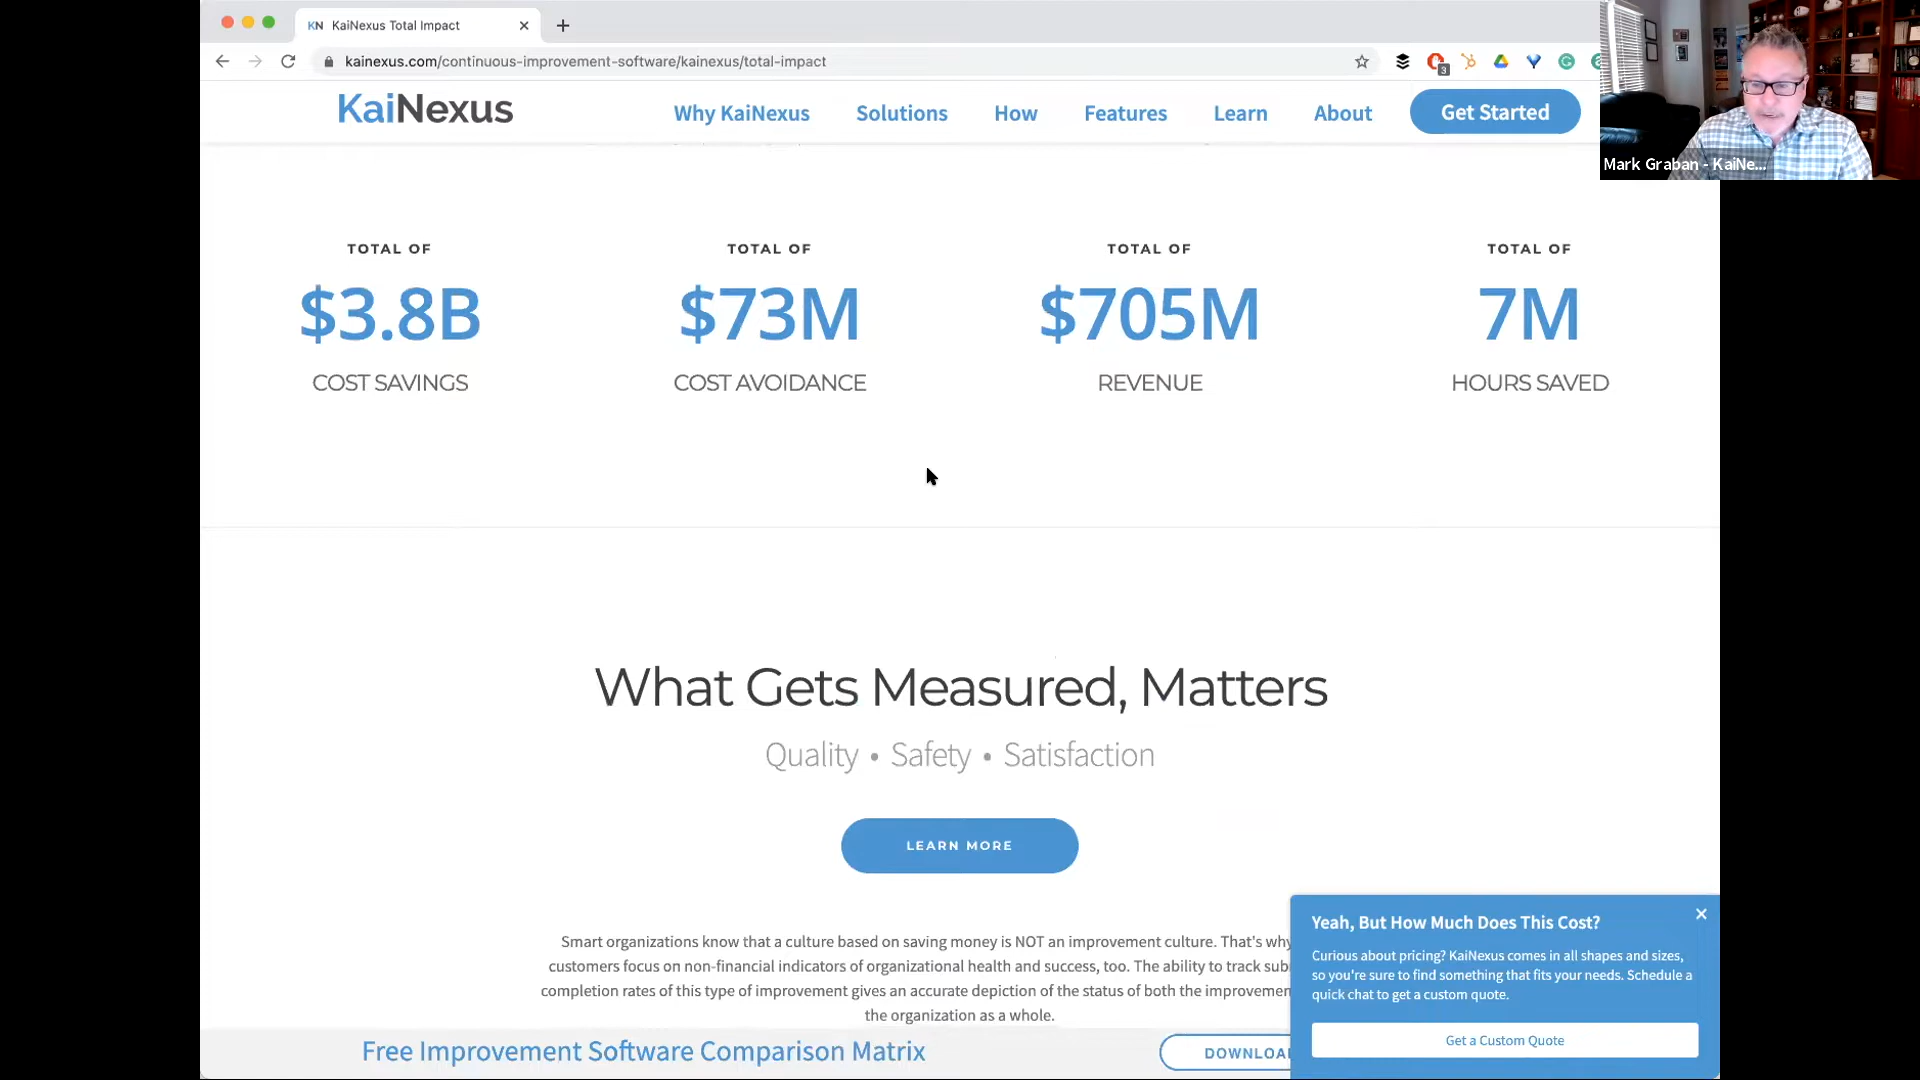 KN KaiNexus Total Impact
kainexus.com/continuous-improvement-software/kainexus/total-impact
3
KaiNexus
Why KaiNexus
Solutions
How
Features
Learn
About
Get Started
Mark Graban - KaiNe...
TOTAL OF
$3.8B
COST SAVINGS
TOTAL OF
$73M
COST AVOIDANCE
TOTAL OF
$705M
REVENUE
TOTAL OF
7M
HOURS SAVED
What Gets Measured, Matters
Quality • Safety • Satisfaction
LEARN MORE
Smart organizations know that a culture based on saving money is NOT an improvement culture. That's why
customers focus on non-financial indicators of organizational health and success, too. The ability to track
completion rates of this type of improvement gives an accurate depiction of the status of both the
the organization as a whole.
Yeah, But How Much Does This Cost?
Curious about pricing? KaiNexus comes in all shapes and sizes,
so you're sure to find something that fits your needs. Schedule a
quick chat to get a custom quote.
Get a Custom Quote
Free Improvement Software Comparison Matrix
DOWNLOA